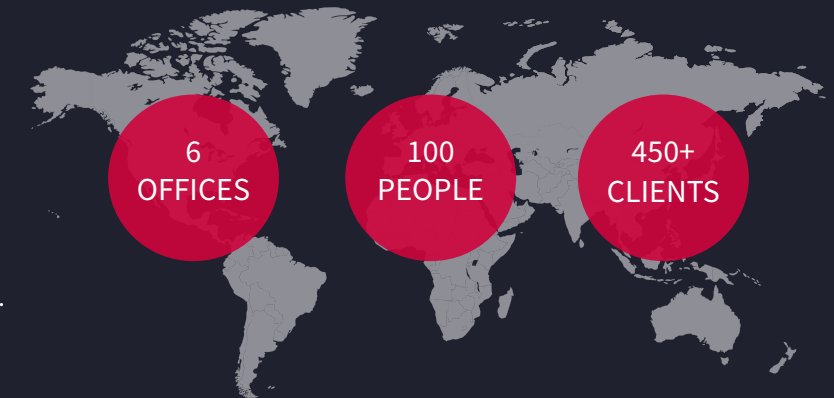 6
OFFICES
100
PEOPLE
450+
CLIENTS